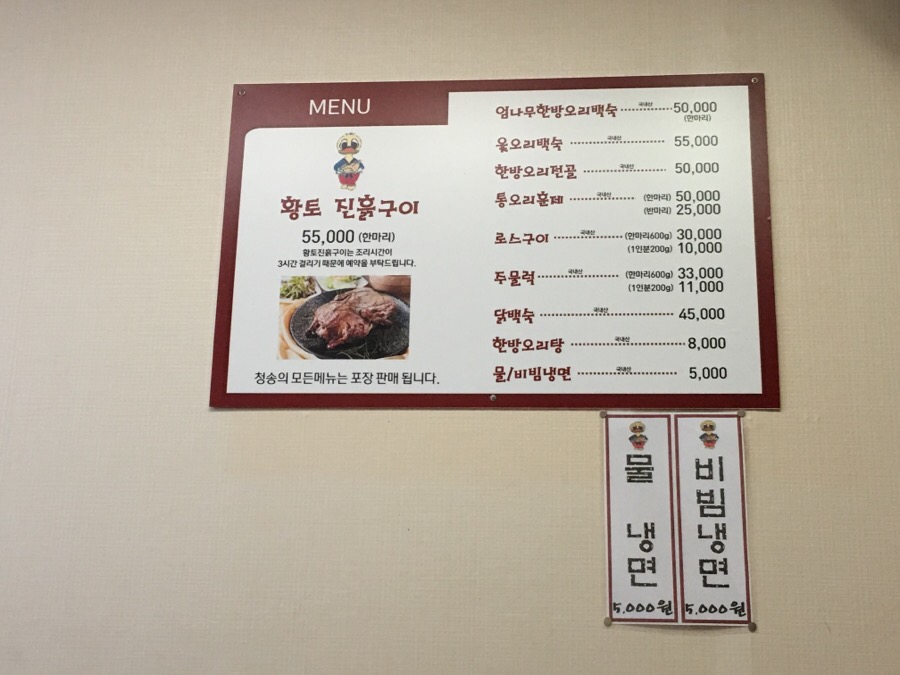 MENU
황토 진흙구이
55,000 (한마리)
황토진흙구이는 조리시간이
3시간 걸리기 때문에 예약을 부탁드립니다.
청송의 모든메뉴는 포장 판매 됩니다.
엄나무한방오리백숙 국내산 50,000
(한마리)
옻오리백숙 국내산 55,000
한방오리전골 국내산 50,000
통오리훈제 국내산 (한마리) 50,000
(반마리) 25,000
로스구이 국내산 (한마리600g) 30,000
(1인분200g) 10,000
주물럭 국내산 (한마리600g) 33,000
(1인분200g) 11,000
닭백숙 국내산 45,000
한방오리탕 국내산 8,000
물/비빔냉면 국내산 5,000
물 냉면
5,000원
비빔냉면
5,000원